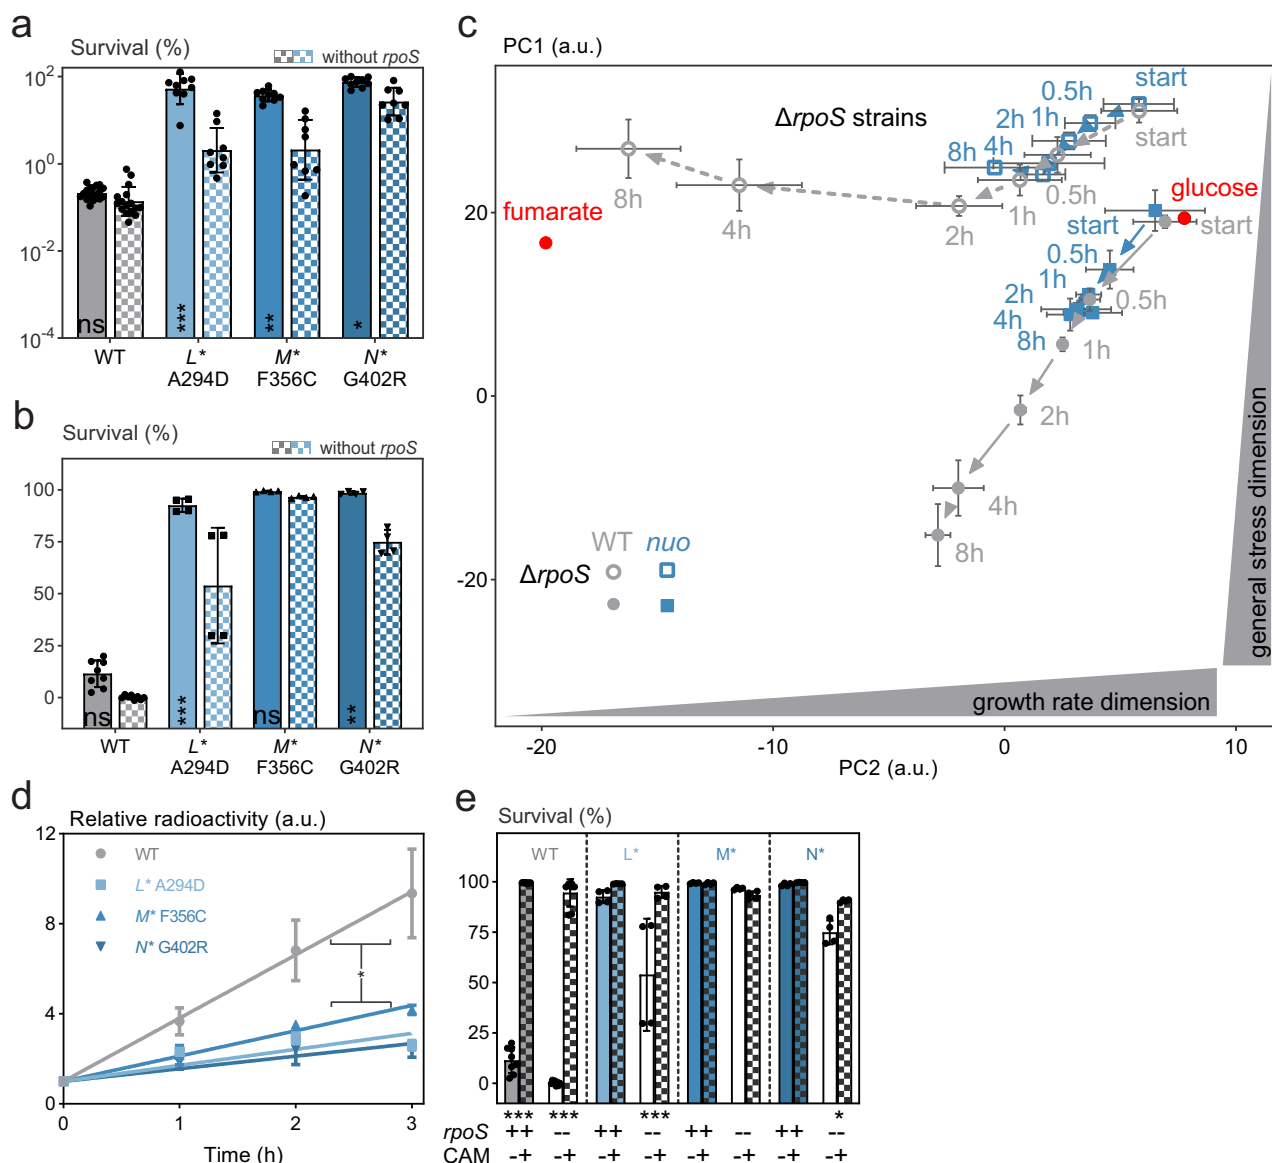 a
Survival (%)
without rpoS
10²
10⁰
10⁻²
10⁻⁴
ns
***
**
*
WT
L*
A294D
M*
F356C
N*
G402R
b
Survival (%)
without rpoS
100
75
50
25
0
ns
***
ns
**
WT
L*
A294D
M*
F356C
N*
G402R
c
PC1 (a.u.)
ΔrpoS strains
start
0.5h
1h
2h
4h
8h
start
0.5h
1h
2h
4h
8h
fumarate
glucose
start
start
0.5h
1h
2h
4h
8h
0.5h
1h
2h
4h
8h
WT nuo
ΔrpoS
20
0
-20
-20 -10 0 10
PC2 (a.u.)
growth rate dimension
general stress dimension
d
Relative radioactivity (a.u.)
12
8
4
0
WT
L* A294D
M* F356C
N* G402R
*
0 1 2 3
Time (h)
e
Survival (%)
WT L* M* N*
100
75
50
25
0
*** *** *** *
rpoS ++ -- ++ -- ++ -- ++ --
CAM -+ -+ -+ -+ -+ -+ -+ -+